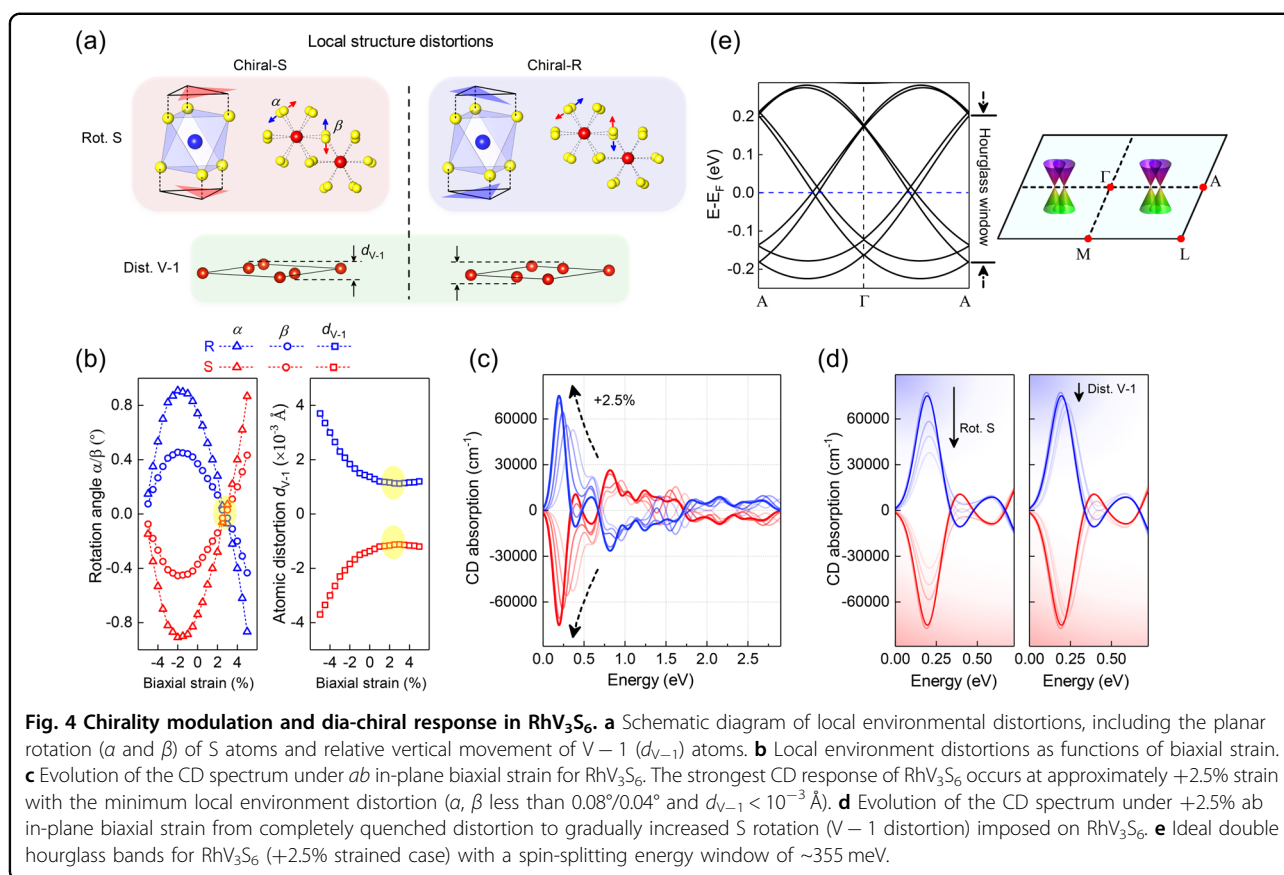 (a)
Local structure distortions
Chiral-S
Chiral-R
Rot. S
α
β
Dist. V-1
d_V-1
(e)
E-E_F (eV)
0.2
0.1
0.0
-0.1
-0.2
A
Γ
A
Hourglass window
Γ
A
M
L
(b)
α β d_V-1
R
S
Rotation angle α/β (°)
0.8
0.4
0.0
-0.4
-0.8
-4 -2 0 2 4
Biaxial strain (%)
Atomic distortion d_V-1 (×10⁻³ Å)
4
2
0
-2
-4
-4 -2 0 2 4
Biaxial strain (%)
(c)
CD absorption (cm⁻¹)
60000
30000
0
-30000
-60000
+2.5%
0.0 0.5 1.0 1.5 2.0 2.5
Energy (eV)
(d)
CD absorption (cm⁻¹)
60000
30000
0
-30000
-60000
Rot. S
0.00 0.25 0.50
Energy (eV)
Dist. V-1
0.00 0.25 0.50
Energy (eV)
Fig. 4 Chirality modulation and dia-chiral response in RhV₃S₆. a Schematic diagram of local environmental distortions, including the planar
rotation (α and β) of S atoms and relative vertical movement of V − 1 (d_V−1) atoms. b Local environment distortions as functions of biaxial strain.
c Evolution of the CD spectrum under ab in-plane biaxial strain for RhV₃S₆. The strongest CD response of RhV₃S₆ occurs at approximately +2.5% strain
with the minimum local environment distortion (α, β less than 0.08°/0.04° and d_V−1 < 10⁻³ Å). d Evolution of the CD spectrum under +2.5% ab
in-plane biaxial strain from completely quenched distortion to gradually increased S rotation (V − 1 distortion) imposed on RhV₃S₆. e Ideal double
hourglass bands for RhV₃S₆ (+2.5% strained case) with a spin-splitting energy window of ~355 meV.